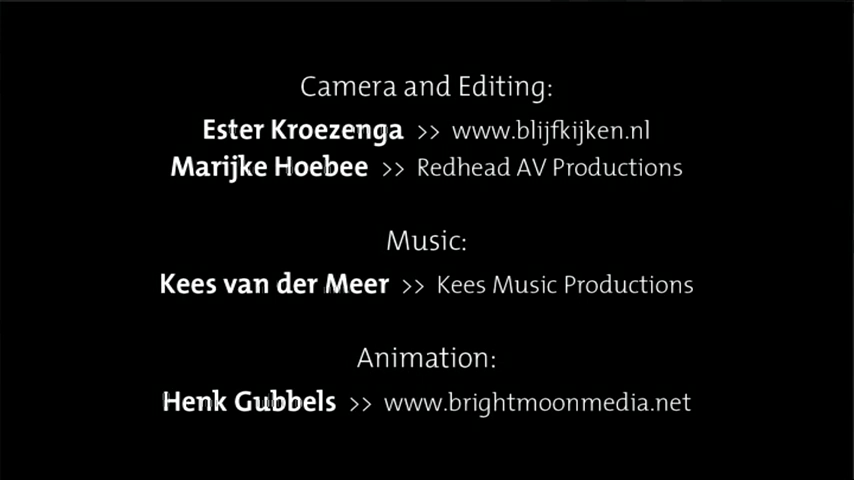 Camera and Editing:
Ester Kroezenga >> www.blijfkijken.nl
Marijke Hoebee >> Redhead AV Productions
Music:
Kees van der Meer >> Kees Music Productions
Animation:
Henk Gubbels >> www.brightmoonmedia.net